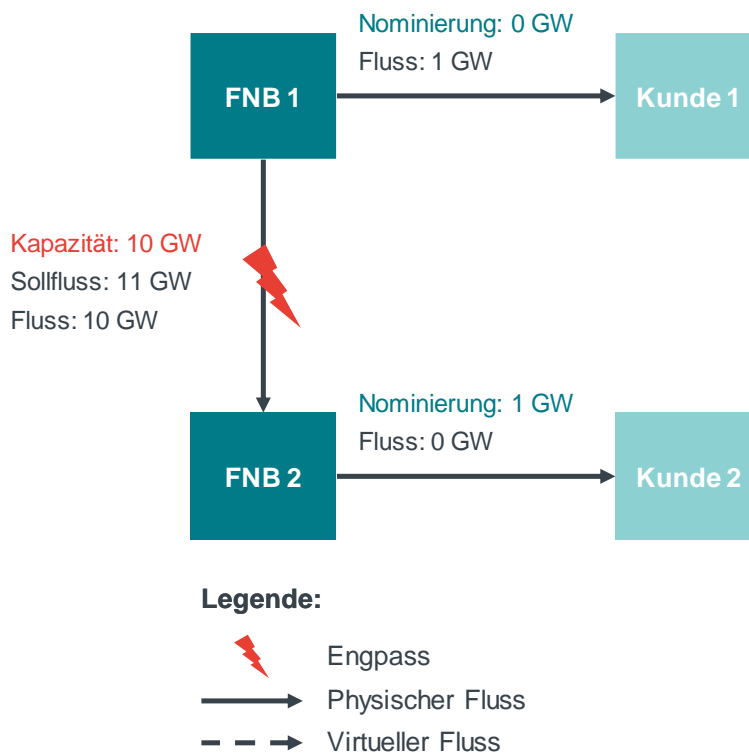 Nominierung: 0 GW
Fluss: 1 GW
FNB 1
Kunde 1
Kapazität: 10 GW
Sollfluss: 11 GW
Fluss: 10 GW
Nominierung: 1 GW
Fluss: 0 GW
FNB 2
Kunde 2
Legende:
Engpass
Physischer Fluss
Virtueller Fluss